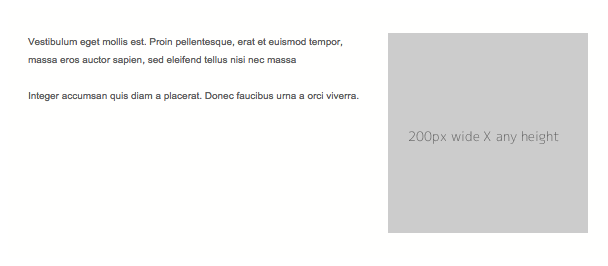 Vestibulum eget mollis est. Proin pellentesque, erat et euismod tempor,
massa eros auctor sapien, sed eleifend tellus nisi nec massa
Integer accumsan quis diam a placerat. Donec faucibus urna a orci viverra.
200px wide X any height